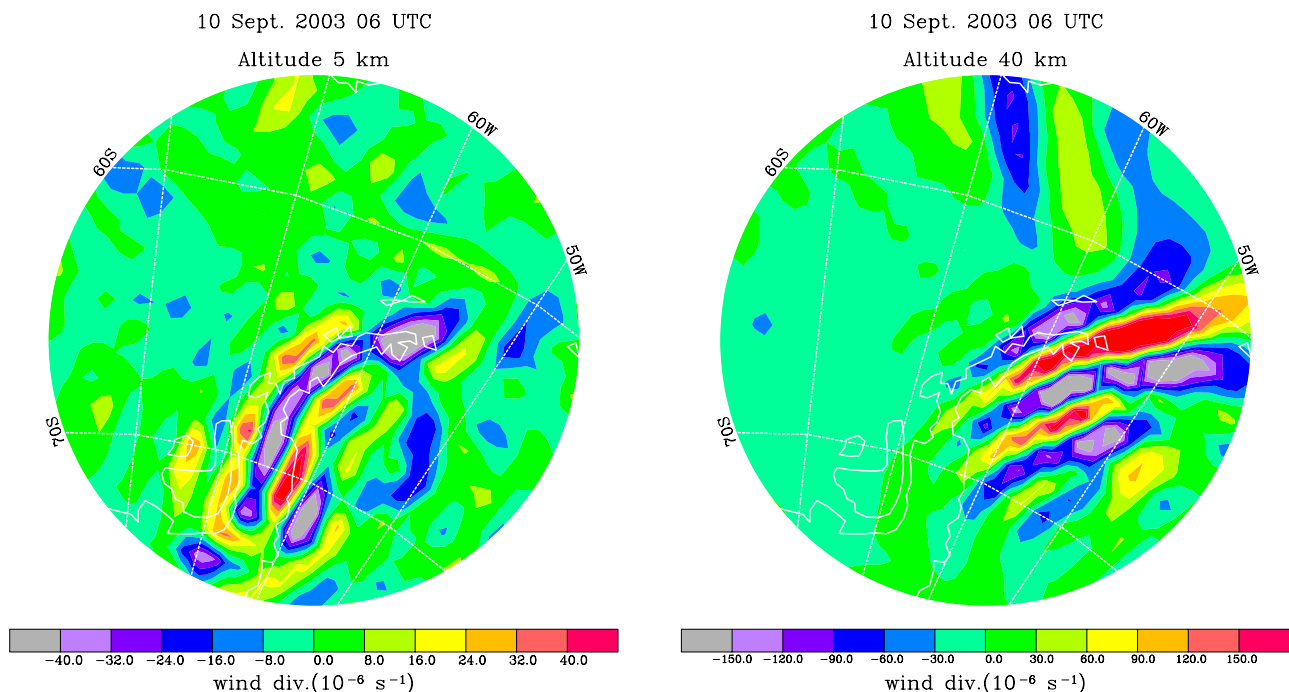 10 Sept. 2003 06 UTC
Altitude 5 km
60W
60S
50W
70S
−40.0 −32.0 −24.0 −16.0 −8.0 0.0 8.0 16.0 24.0 32.0 40.0
wind div.(10⁻⁶ s⁻¹)
10 Sept. 2003 06 UTC
Altitude 40 km
60W
60S
50W
70S
−150.0 −120.0 −90.0 −60.0 −30.0 0.0 30.0 60.0 90.0 120.0 150.0
wind div.(10⁻⁶ s⁻¹)